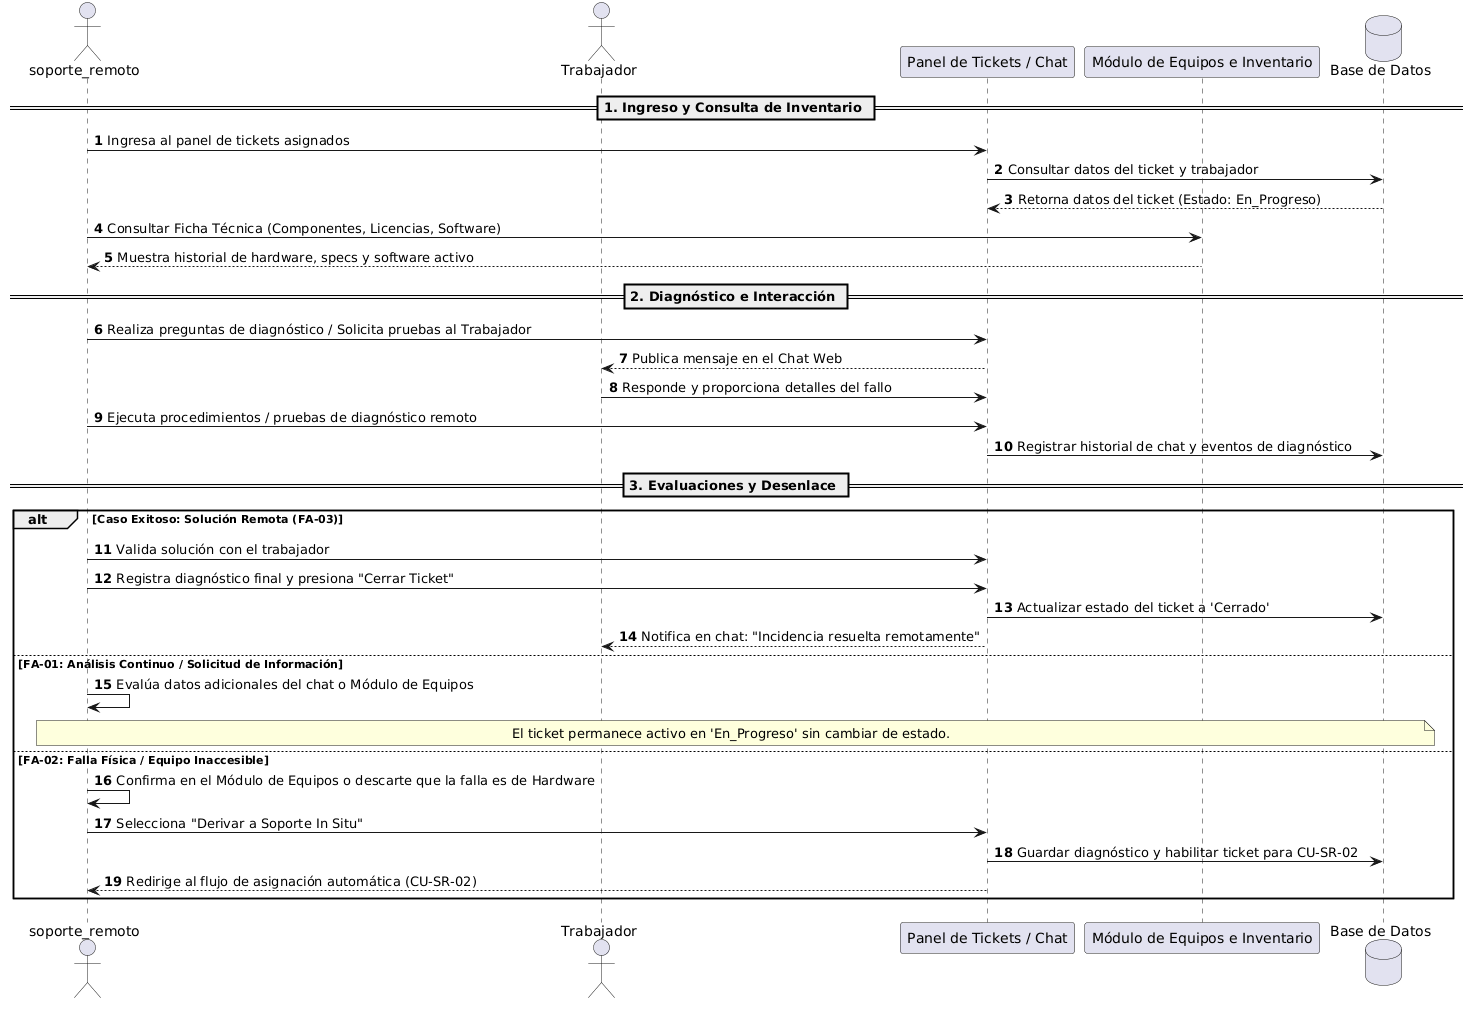 soporte_remoto
Trabajador
Panel de Tickets / Chat
Módulo de Equipos e Inventario
Base de Datos
1. Ingreso y Consulta de Inventario
1 Ingresa al panel de tickets asignados
2 Consultar datos del ticket y trabajador
3 Retorna datos del ticket (Estado: En_Progreso)
4 Consultar Ficha Técnica (Componentes, Licencias, Software)
5 Muestra historial de hardware, specs y software activo
2. Diagnóstico e Interacción
6 Realiza preguntas de diagnóstico / Solicita pruebas al Trabajador
7 Publica mensaje en el Chat Web
8 Responde y proporciona detalles del fallo
9 Ejecuta procedimientos / pruebas de diagnóstico remoto
10 Registrar historial de chat y eventos de diagnóstico
3. Evaluaciones y Desenlace
alt [Caso Exitoso: Solución Remota (FA-03)]
11 Valida solución con el trabajador
12 Registra diagnóstico final y presiona "Cerrar Ticket"
13 Actualizar estado del ticket a 'Cerrado'
14 Notifica en chat: "Incidencia resuelta remotamente"
[FA-01: Análisis Continuo / Solicitud de Información]
15 Evalúa datos adicionales del chat o Módulo de Equipos
El ticket permanece activo en 'En_Progreso' sin cambiar de estado.
[FA-02: Falla Física / Equipo Inaccesible]
16 Confirma en el Módulo de Equipos o descarte que la falla es de Hardware
17 Selecciona "Derivar a Soporte In Situ"
18 Guardar diagnóstico y habilitar ticket para CU-SR-02
19 Redirige al flujo de asignación automática (CU-SR-02)
soporte_remoto
Trabajador
Panel de Tickets / Chat
Módulo de Equipos e Inventario
Base de Datos